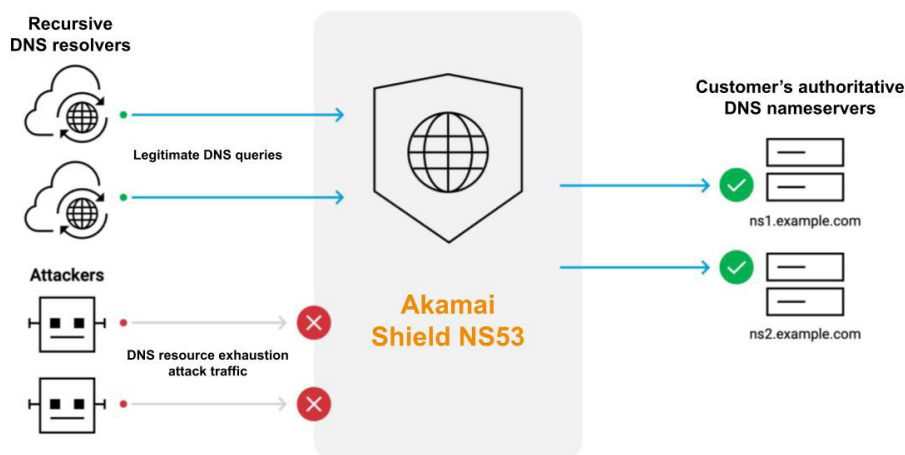 Recursive
DNS resolvers
Legitimate DNS queries
Attackers
DNS resource exhaustion
attack traffic
Akamai
Shield NS53
Customer's authoritative
DNS nameservers
ns1.example.com
ns2.example.com